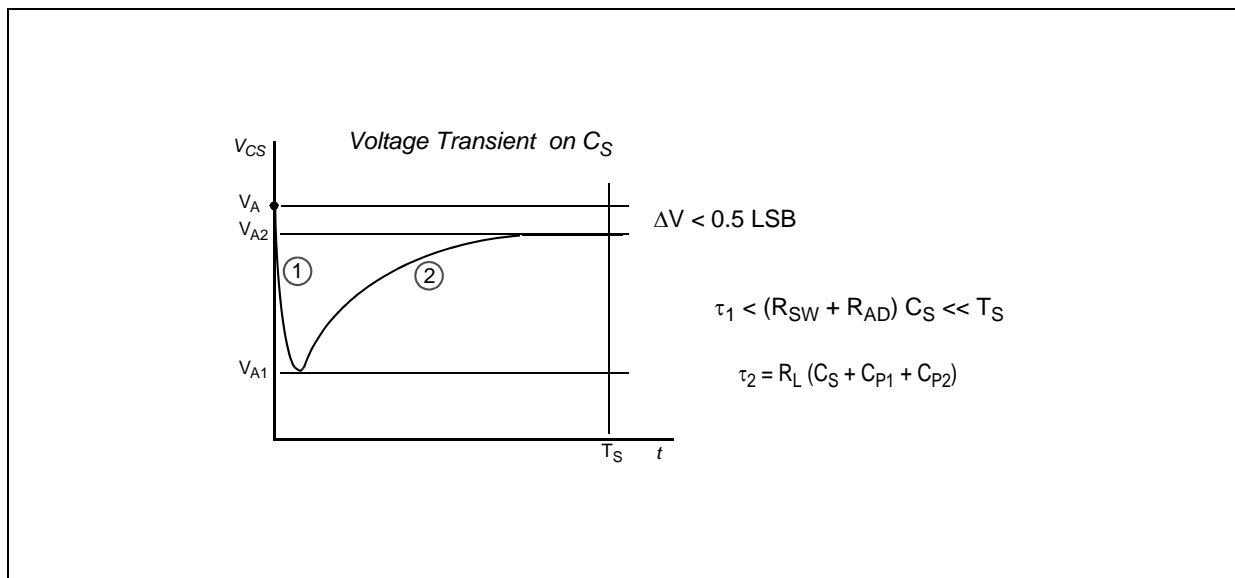 Voltage Transient on C_S
V_CS
V_A
V_A2
ΔV < 0.5 LSB
1
2
τ_1 < (R_SW + R_AD) C_S << T_S
V_A1
τ_2 = R_L (C_S + C_P1 + C_P2)
T_S
t